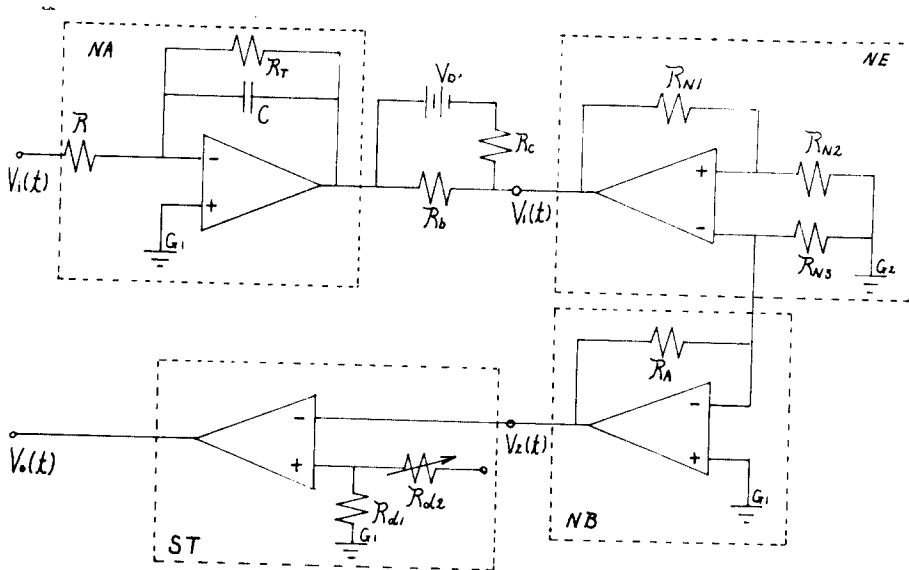 NA
R_T
C
R
V_i(t)
-
+
G_1
V_D'
R_c
R_b
V_1(t)
NE
R_N1
R_N2
+
-
R_N3
G_2
R_A
-
+
G_1
NB
V_2(t)
-
+
R_d2
R_d1
G_1
ST
V_o(t)